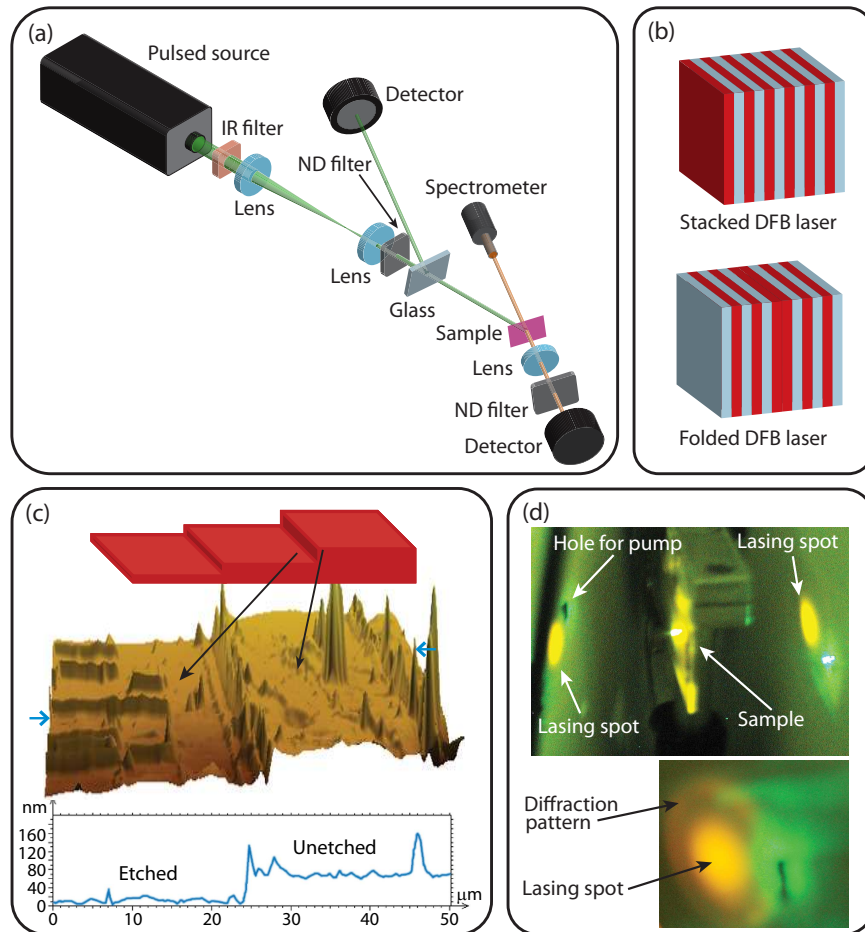 (a)
Pulsed source
IR filter
Lens
Detector
ND filter
Spectrometer
Lens
Glass
Sample
Lens
ND filter
Detector
(b)
Stacked DFB laser
Folded DFB laser
(c)
nm
160
120
80
40
0
Etched
Unetched
μm
0
10
20
30
40
50
(d)
Hole for pump
Lasing spot
Lasing spot
Sample
Diffraction
pattern
Lasing spot